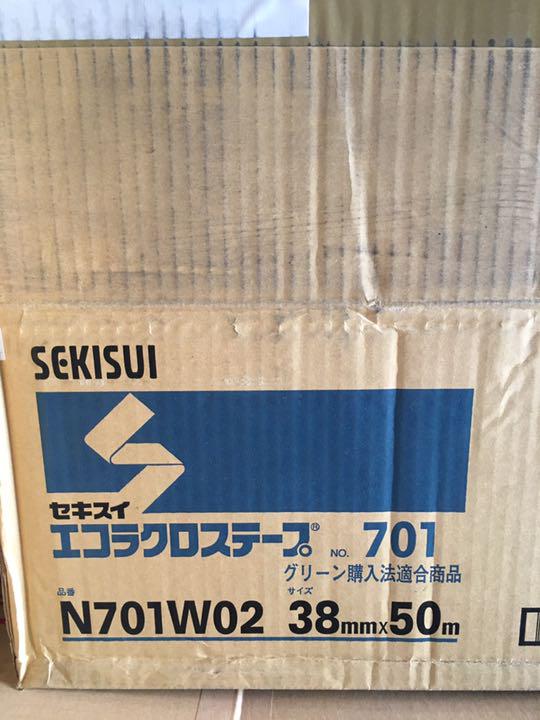 SEKISUI
セキスイ
エコラクロステープ® NO. 701
グリーン購入法適合商品
品番 サイズ
N701W02 38mm×50m